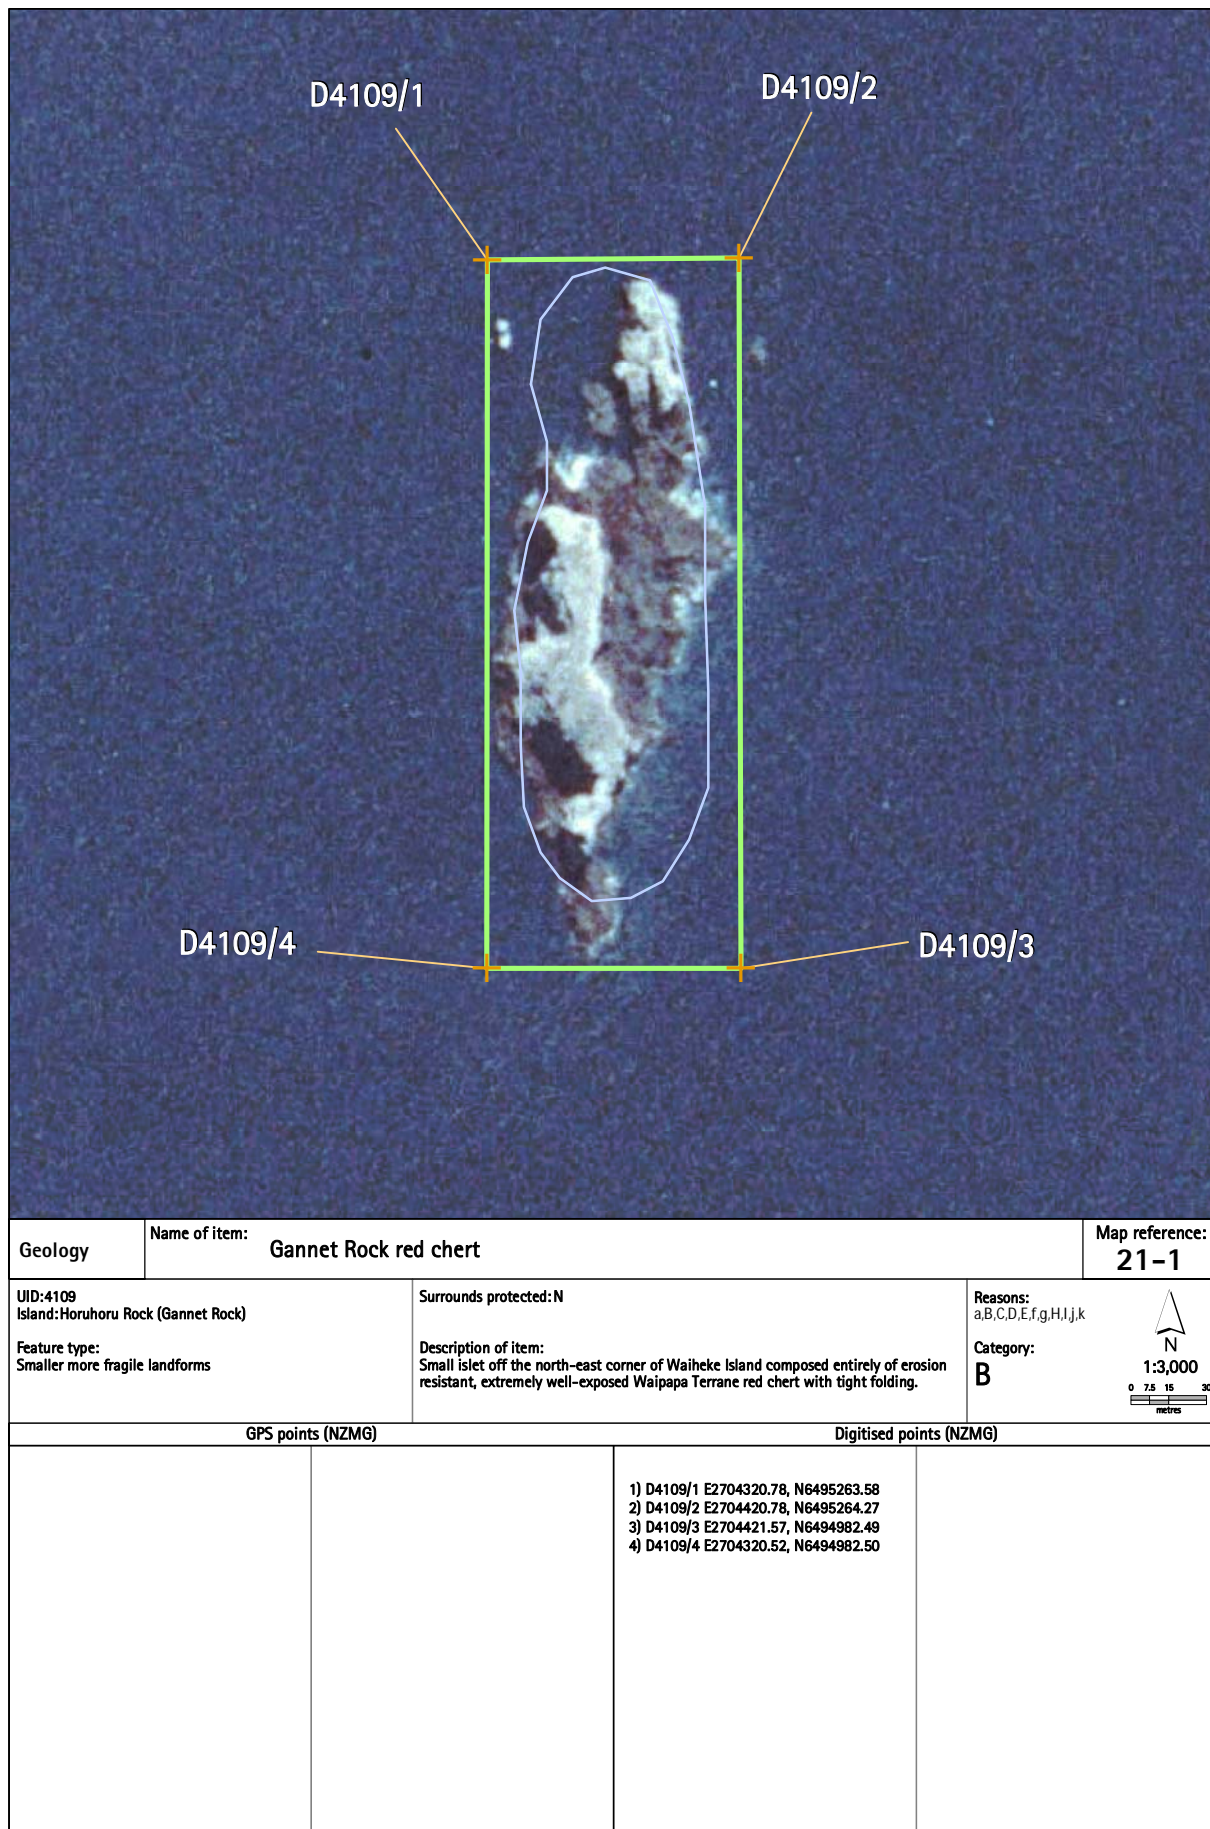 D4109/1
D4109/2
D4109/4
D4109/3
Geology
Name of item:
Gannet Rock red chert
Map reference:
21-1
UID:4109
Island:Horuhoru Rock (Gannet Rock)
Feature type:
Smaller more fragile landforms
Surrounds protected:N
Description of item:
Small islet off the north-east corner of Waiheke Island composed entirely of erosion
resistant, extremely well-exposed Waipapa Terrane red chert with tight folding.
Reasons:
a,B,C,D,E,f,g,H,I,j,k
Category:
B
N
1:3,000
0 7.5 15 30
metres
GPS points (NZMG)
Digitised points (NZMG)
1) D4109/1 E2704320.78, N6495263.58
2) D4109/2 E2704420.78, N6495264.27
3) D4109/3 E2704421.57, N6494982.49
4) D4109/4 E2704320.52, N6494982.50